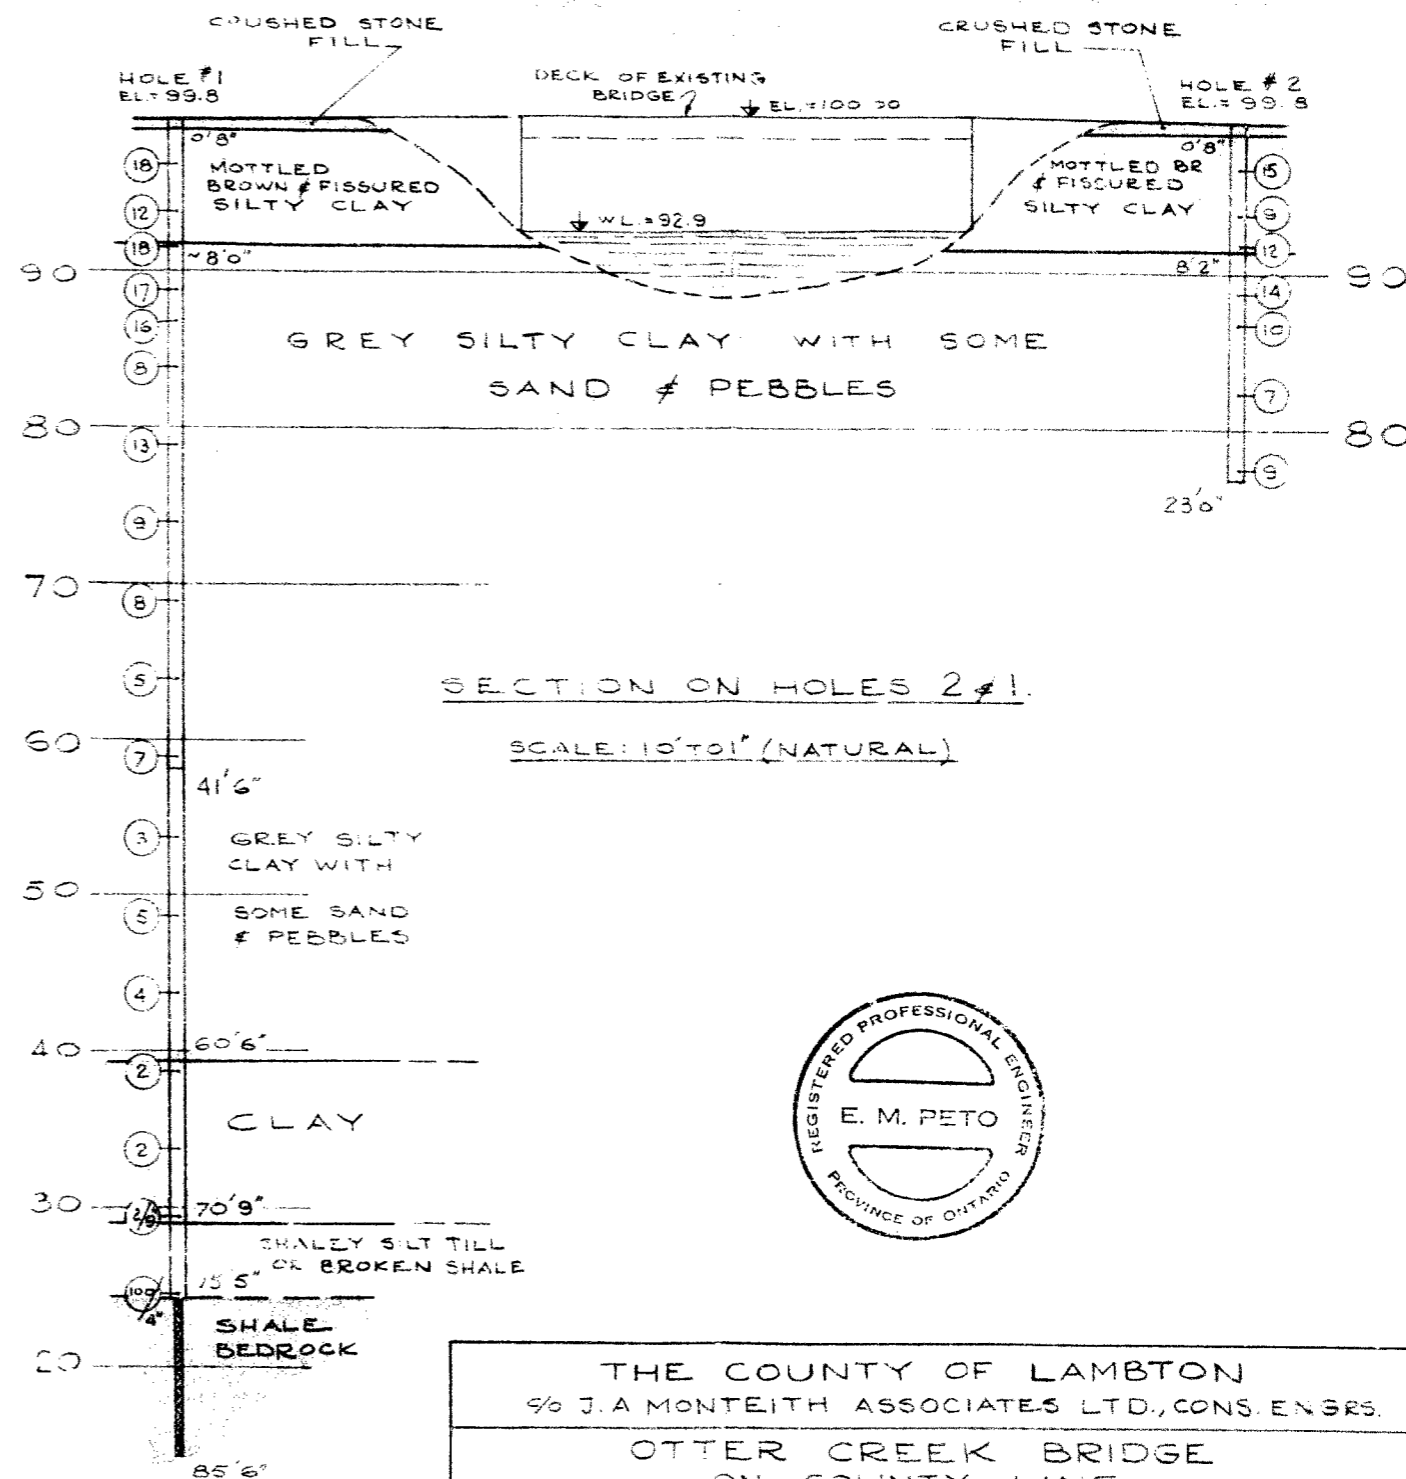 CRUSHED STONE
FILL
CRUSHED STONE
FILL
HOLE #1
EL.= 99.8
DECK OF EXISTING
BRIDGE
EL.=100.00
HOLE # 2
EL.= 99.8
0'8"
0'8"
MOTTLED
BROWN & FISSURED
SILTY CLAY
MOTTLED BR
& FISSURED
SILTY CLAY
W L.=92.9
18
12
18
~8'0"
15
9
12
8'2"
90
90
17
16
8
14
10
7
GREY SILTY CLAY WITH SOME
SAND & PEBBLES
80
80
13
9
23'0"
9
70
8
5
SECTION ON HOLES 2 & 1.
SCALE: 10' TO 1" (NATURAL)
60
7
41'6"
3
GREY SILTY
CLAY WITH
50
5
SOME SAND
& PEBBLES
4
40
60'6"
2
CLAY
2
REGISTERED PROFESSIONAL ENGINEER
E. M. PETO
PROVINCE OF ONTARIO
30
70'9"
SHALEY SILT TILL
OR BROKEN SHALE
100/4"
75'5"
SHALE
BEDROCK
20
85'6"
THE COUNTY OF LAMBTON
c/o J. A MONTEITH ASSOCIATES LTD., CONS. ENGRS.
OTTER CREEK BRIDGE
ON COUNTY LINE